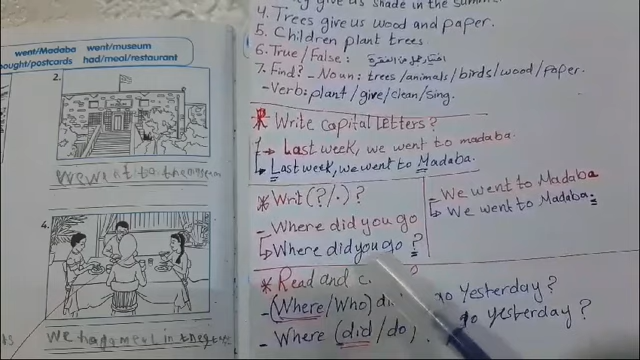 went/Madaba went/museum
bought/postcards had/meal/restaurant
2.
We went to the museum
4.
give us shade in the summer
4. Trees give us wood and paper.
5. Children plant trees
6. True/False:
7. Find? - Noun: trees/animals/birds/wood/paper.
- Verb: plant/give/clean/sing.
* Write capital letters?
Last week, we went to madaba.
Last week, we went to Madaba.
* Writ (?/.)?
- Where did you go
Where did you go ?
- We went to Madaba
We went to Madaba.
* Read and c
- (Where/Who) d
go Yesterday?
- Where (did/do)
go yesterday?